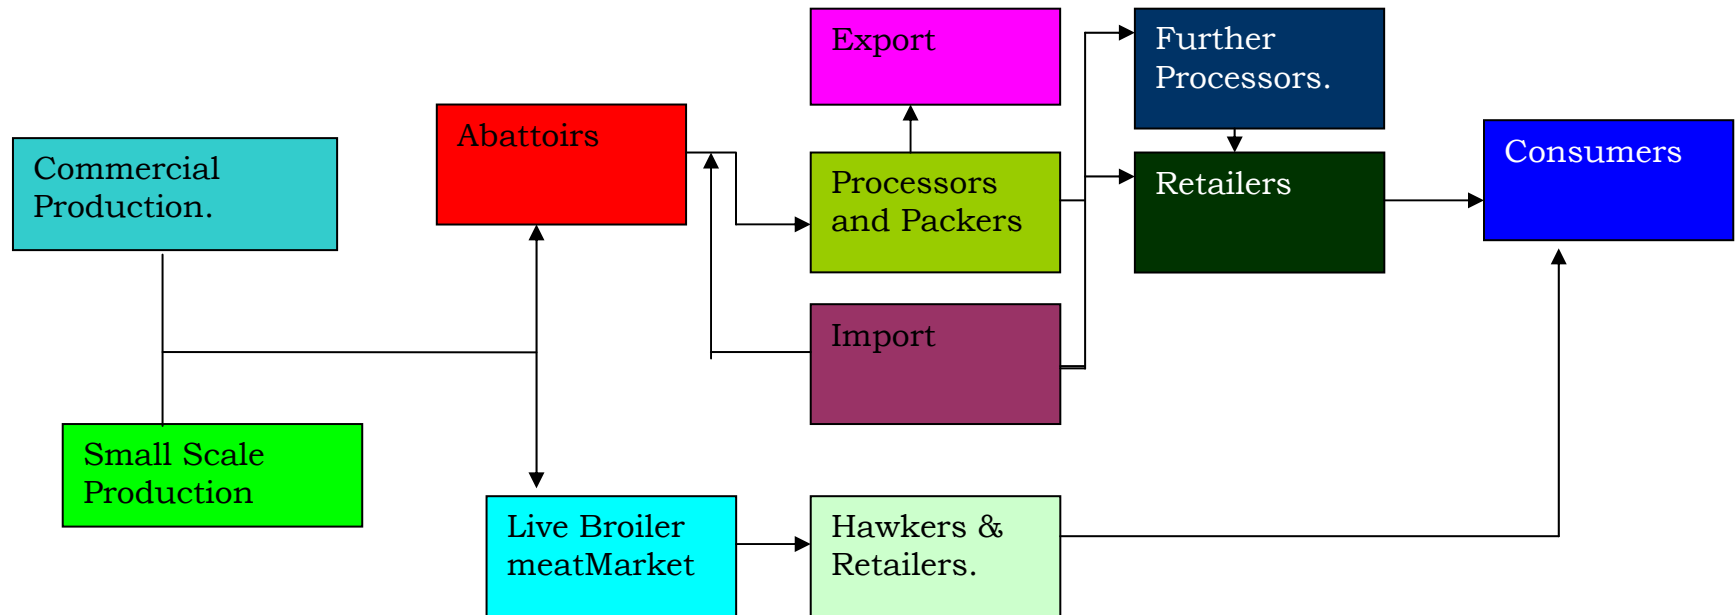 Export
Further
Processors.
Abattoirs
Commercial
Production.
Processors
and Packers
Retailers
Consumers
Import
Small Scale
Production
Live Broiler
meatMarket
Hawkers &
Retailers.